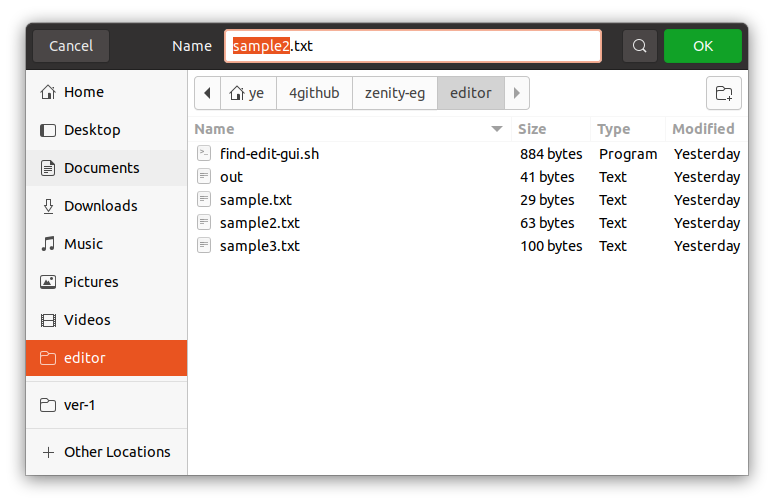 Cancel Name sample2.txt OK
Home
Desktop
Documents
Downloads
Music
Pictures
Videos
editor
ver-1
Other Locations
ye 4github zenity-eg editor
Name Size Type Modified
find-edit-gui.sh 884 bytes Program Yesterday
out 41 bytes Text Yesterday
sample.txt 29 bytes Text Yesterday
sample2.txt 63 bytes Text Yesterday
sample3.txt 100 bytes Text Yesterday